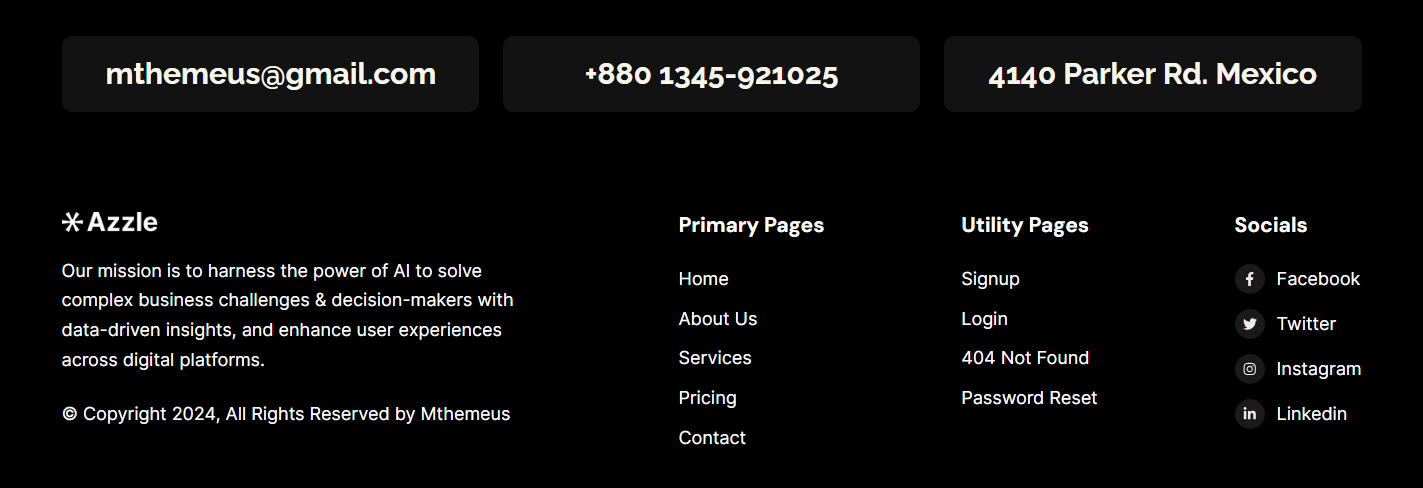 mthemeus@gmail.com
+880 1345-921025
4140 Parker Rd. Mexico
Azzle
Our mission is to harness the power of AI to solve
complex business challenges & decision-makers with
data-driven insights, and enhance user experiences
across digital platforms.
© Copyright 2024, All Rights Reserved by Mthemeus
Primary Pages
Home
About Us
Services
Pricing
Contact
Utility Pages
Signup
Login
404 Not Found
Password Reset
Socials
Facebook
Twitter
Instagram
Linkedin